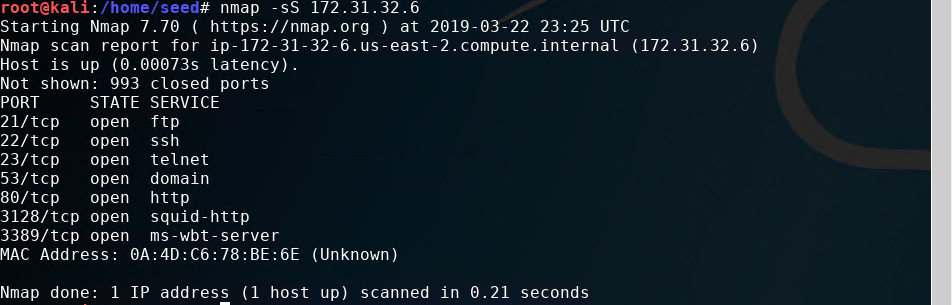 root@kali:/home/seed# nmap -sS 172.31.32.6
Starting Nmap 7.70 ( https://nmap.org ) at 2019-03-22 23:25 UTC
Nmap scan report for ip-172-31-32-6.us-east-2.compute.internal (172.31.32.6)
Host is up (0.00073s latency).
Not shown: 993 closed ports
PORT     STATE SERVICE
21/tcp   open  ftp
22/tcp   open  ssh
23/tcp   open  telnet
53/tcp   open  domain
80/tcp   open  http
3128/tcp open  squid-http
3389/tcp open  ms-wbt-server
MAC Address: 0A:4D:C6:78:BE:6E (Unknown)
Nmap done: 1 IP address (1 host up) scanned in 0.21 seconds